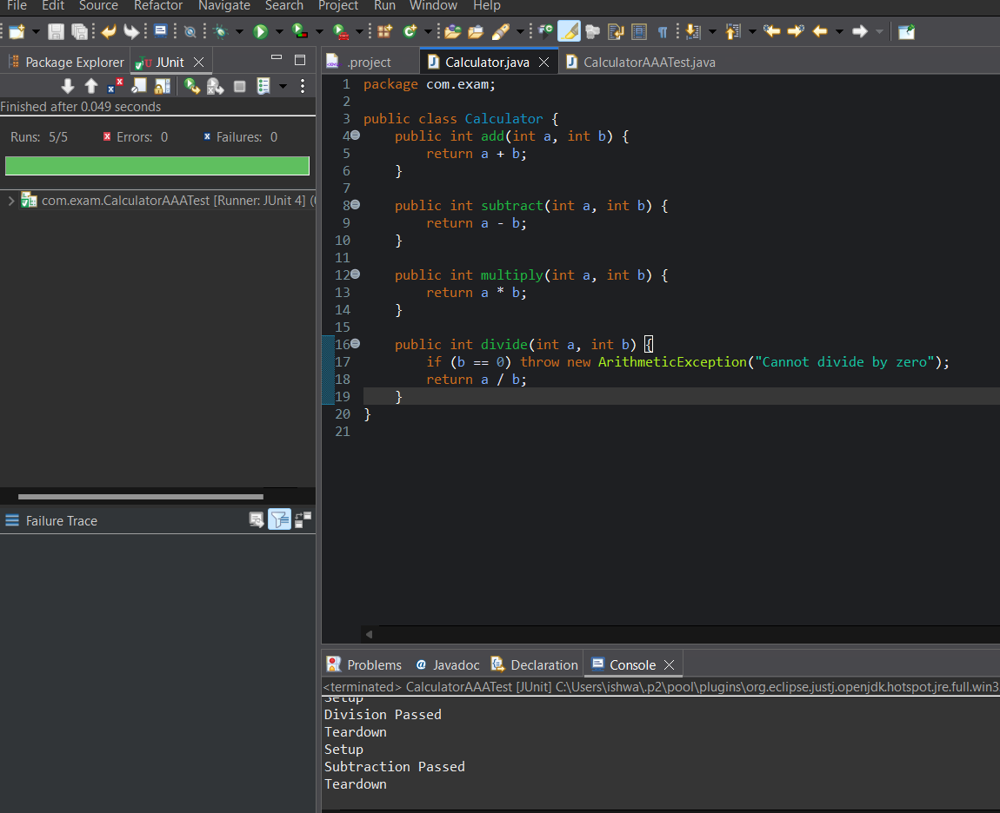 File Edit Source Refactor Navigate Search Project Run Window Help
Package Explorer JUnit
.project Calculator.java CalculatorAAATest.java
Finished after 0.049 seconds
Runs: 5/5 Errors: 0 Failures: 0
com.exam.CalculatorAAATest [Runner: JUnit 4] (
Failure Trace
1 package com.exam;
2
3 public class Calculator {
4 public int add(int a, int b) {
5 return a + b;
6 }
7
8 public int subtract(int a, int b) {
9 return a - b;
10 }
11
12 public int multiply(int a, int b) {
13 return a * b;
14 }
15
16 public int divide(int a, int b) {
17 if (b == 0) throw new ArithmeticException("Cannot divide by zero");
18 return a / b;
19 }
20 }
21
Problems Javadoc Declaration Console
<terminated> CalculatorAAATest [JUnit] C:\Users\ishwa\.p2\pool\plugins\org.eclipse.justj.openjdk.hotspot.jre.full.win3
Setup
Division Passed
Teardown
Setup
Subtraction Passed
Teardown